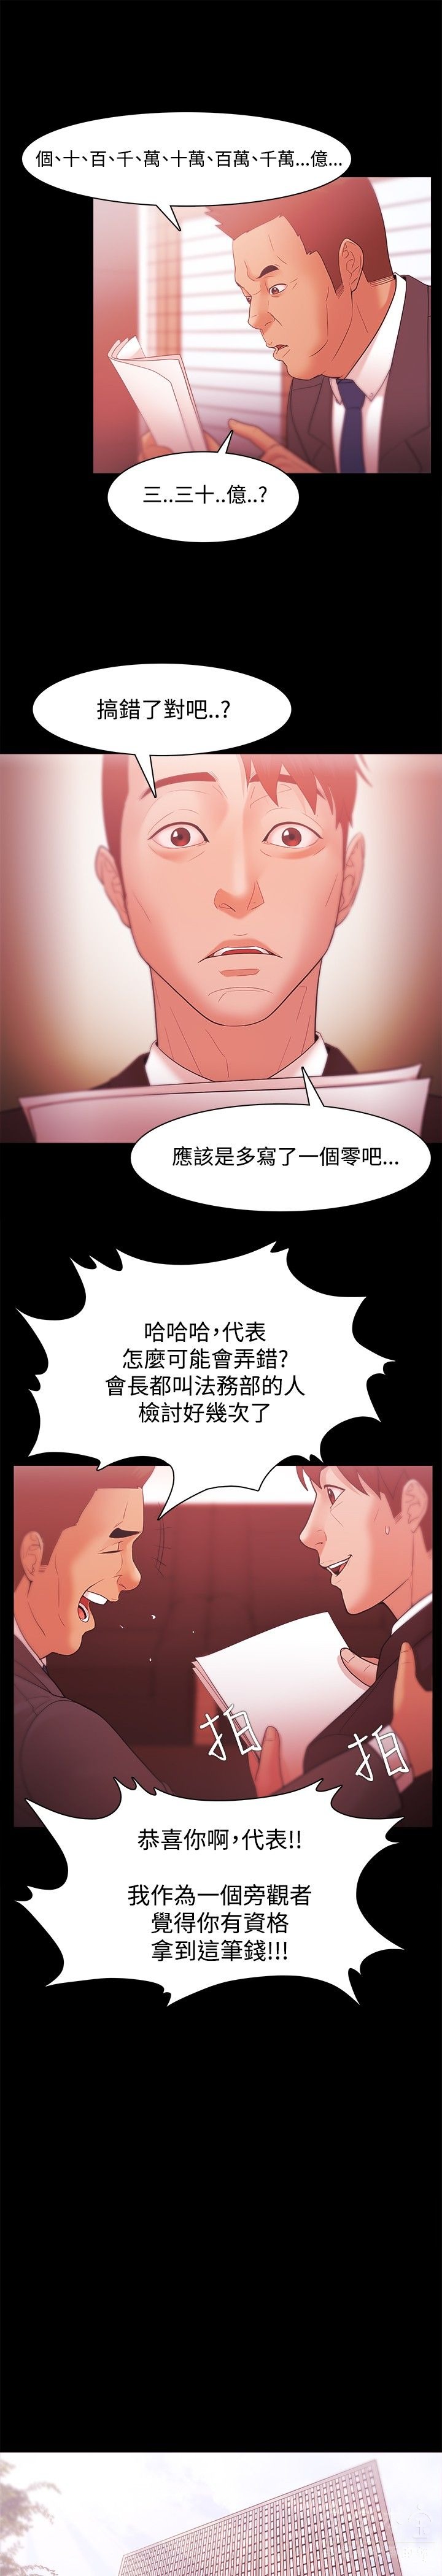 個、十、百、千、萬、十萬、百萬、千萬...億...
三..三十..億..?
搞錯了對吧..?
應該是多寫了一個零吧...
哈哈哈，代表
怎麼可能會弄錯?
會長都叫法務部的人
檢討好幾次了
拍
拍
恭喜你啊，代表!!
我作為一個旁觀者
覺得你有資格
拿到這筆錢!!!